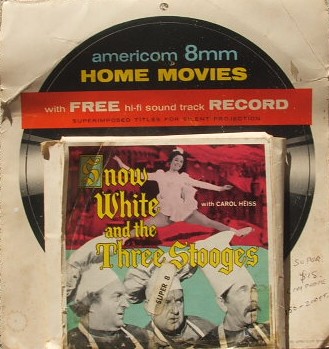 americom 8mm
HOME MOVIES
with FREE hi-fi sound track RECORD
SUPERIMPOSED TITLES FOR SILENT PROJECTION
Snow
White
with CAROL HEISS
and the
Three Stooges
SUPER 8
$15